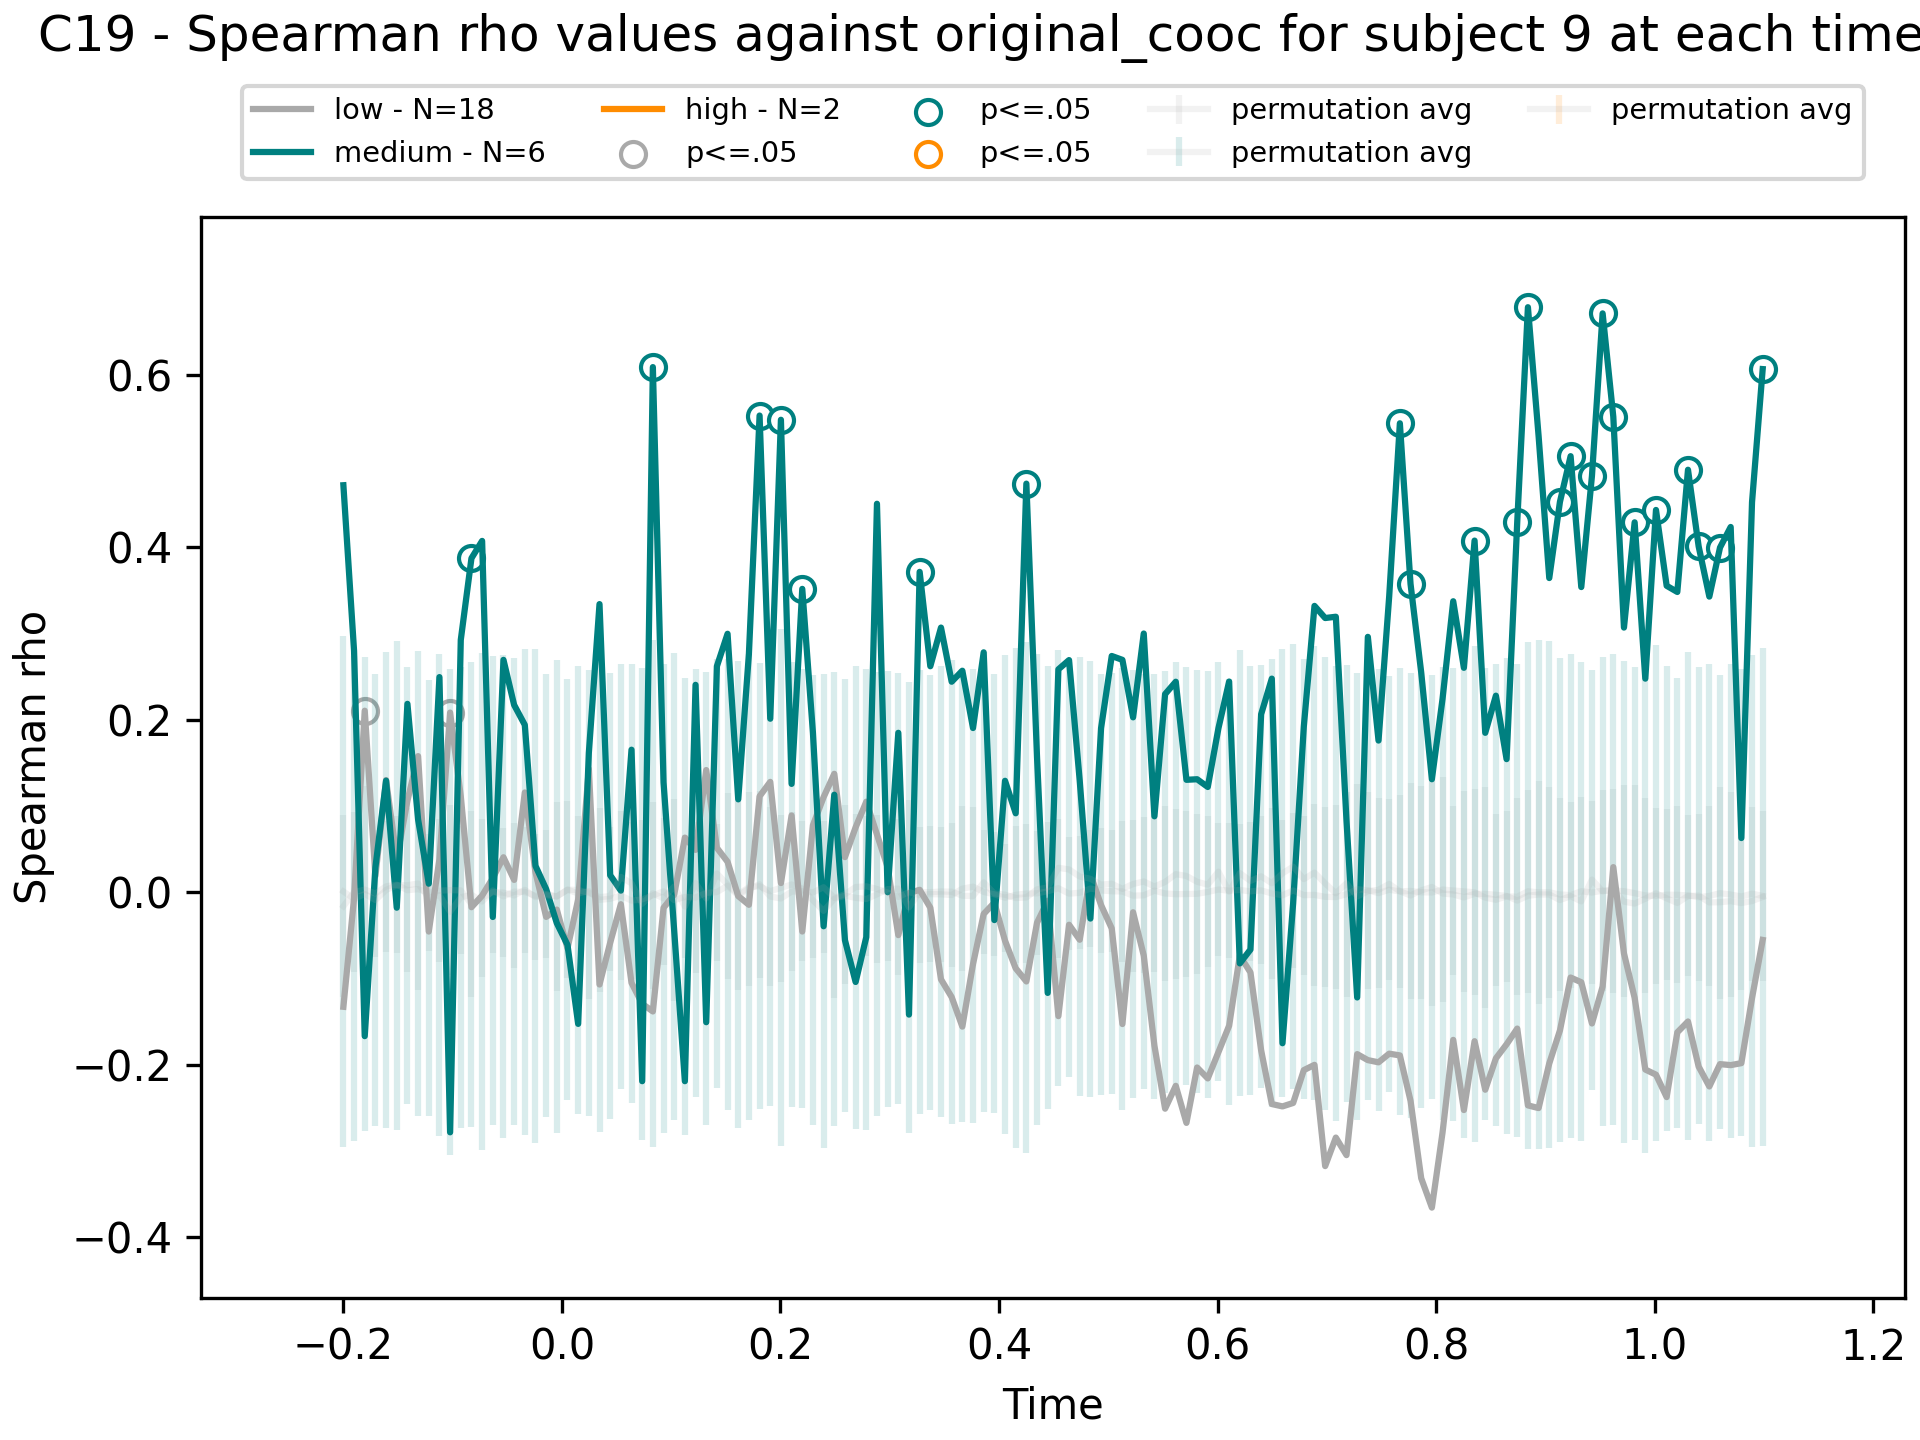 C19 - Spearman rho values against original_cooc for subject 9 at each time
low - N=18 high - N=2 p<=.05 permutation avg permutation avg
medium - N=6 p<=.05 p<=.05 permutation avg
0.6
0.4
0.2
0.0
−0.2
−0.4
Spearman rho
−0.2 0.0 0.2 0.4 0.6 0.8 1.0 1.2
Time